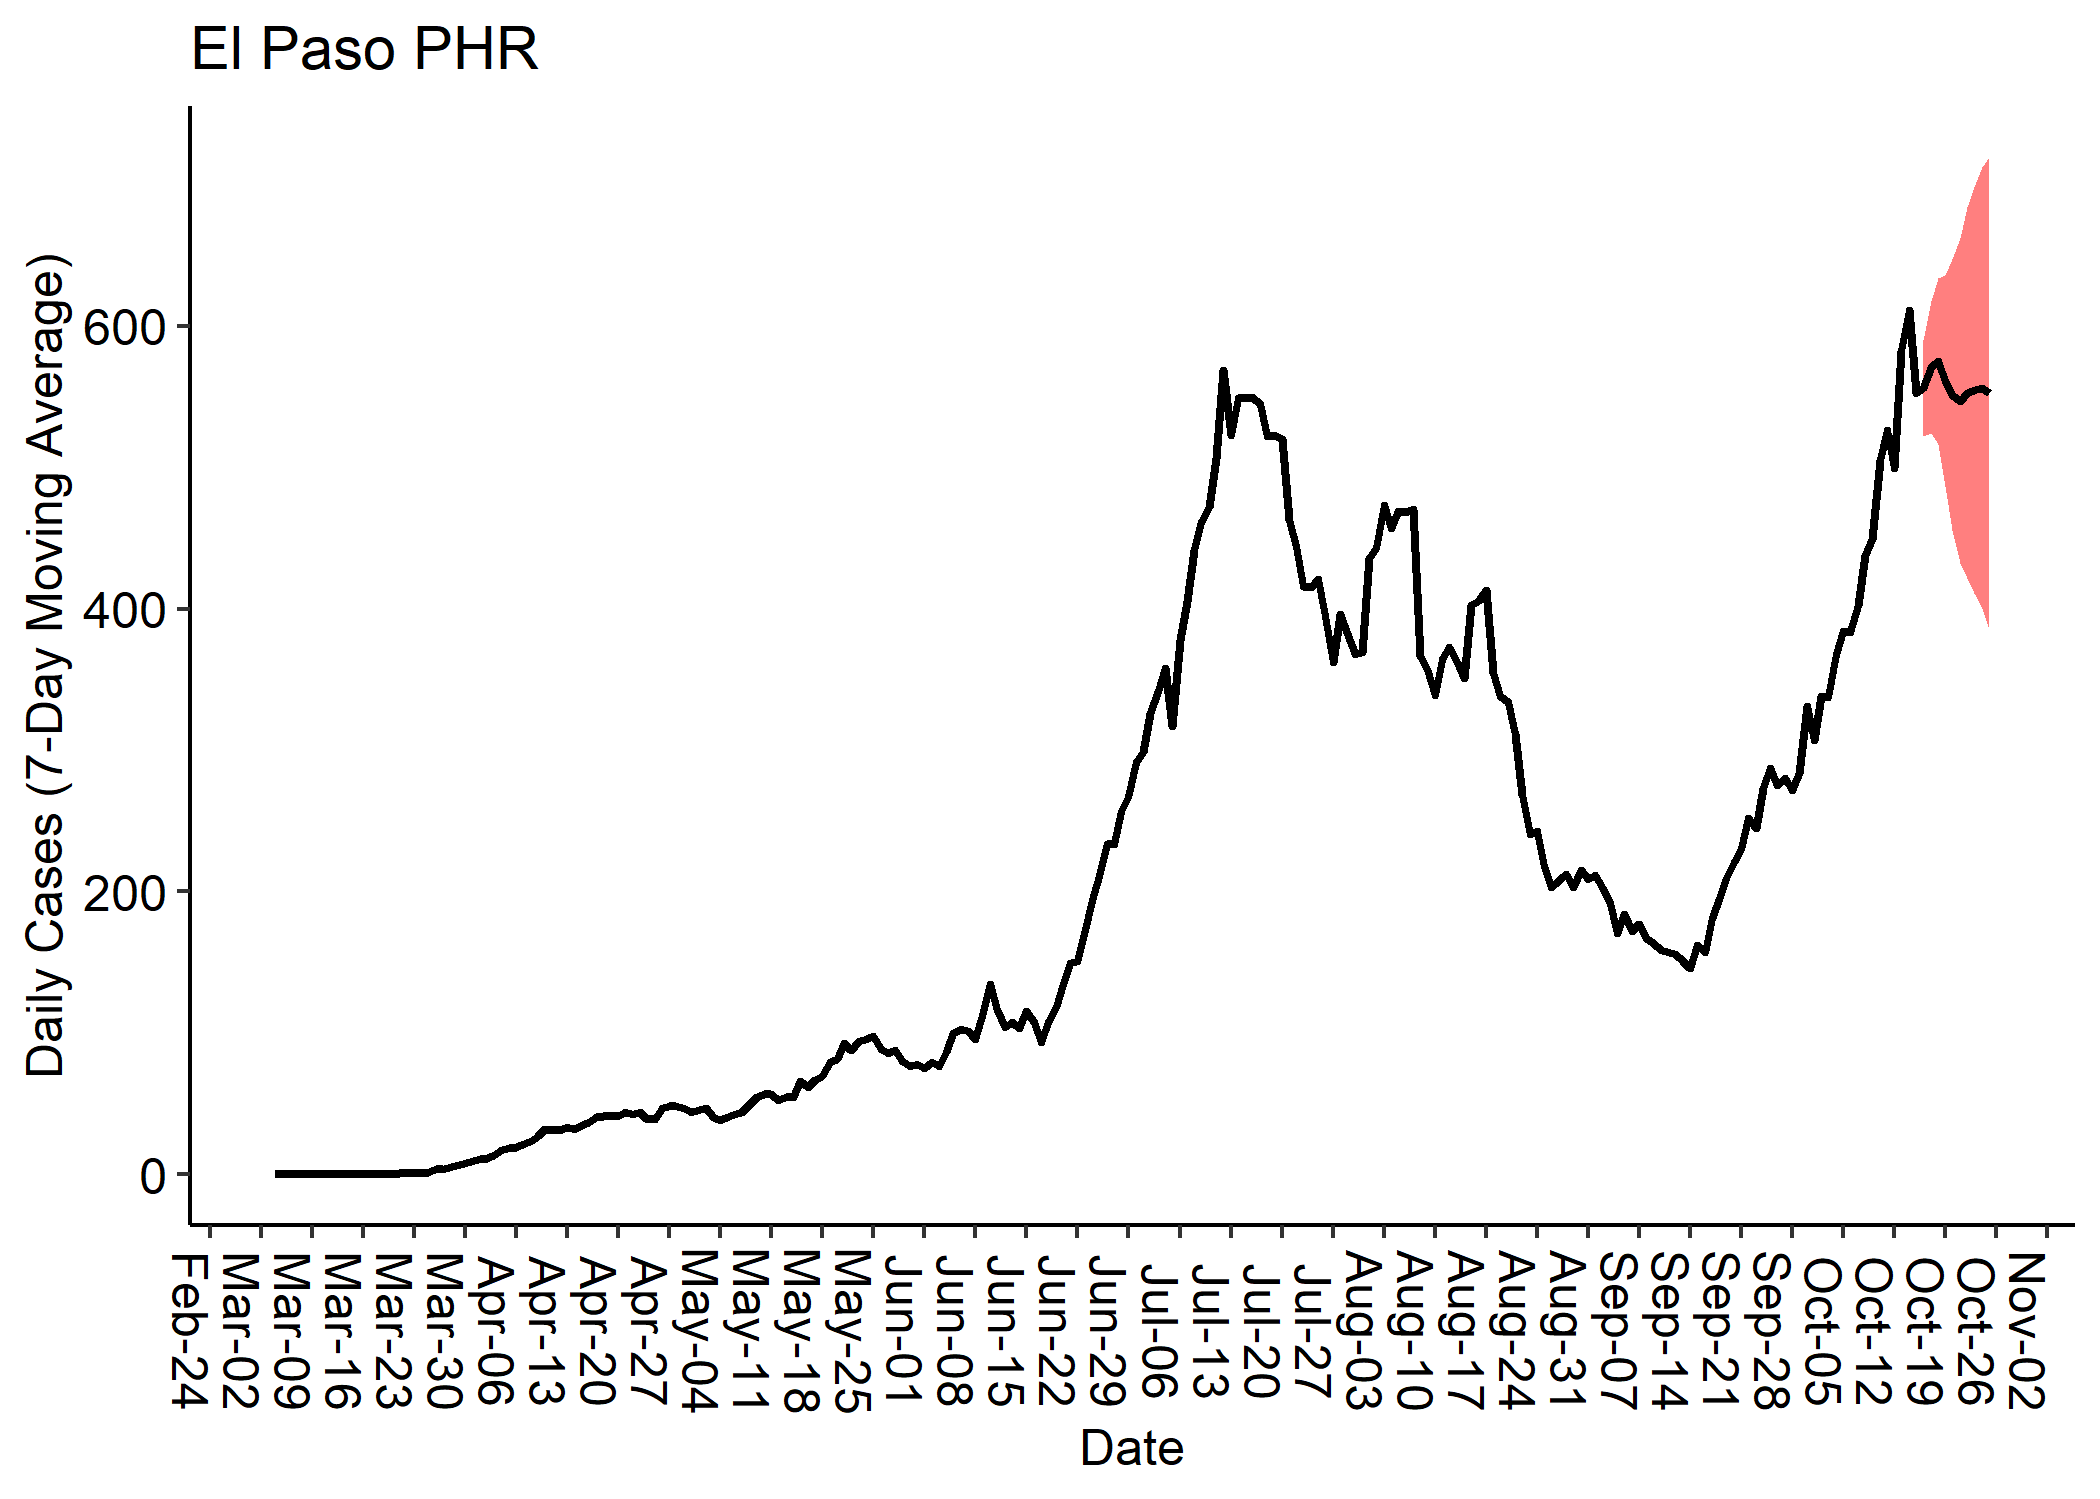 El Paso PHR
Daily Cases (7-Day Moving Average)
600
400
200
0
Feb-24
Mar-02
Mar-09
Mar-16
Mar-23
Mar-30
Apr-06
Apr-13
Apr-20
Apr-27
May-04
May-11
May-18
May-25
Jun-01
Jun-08
Jun-15
Jun-22
Jun-29
Jul-06
Jul-13
Jul-20
Jul-27
Aug-03
Aug-10
Aug-17
Aug-24
Aug-31
Sep-07
Sep-14
Sep-21
Sep-28
Oct-05
Oct-12
Oct-19
Oct-26
Nov-02
Date